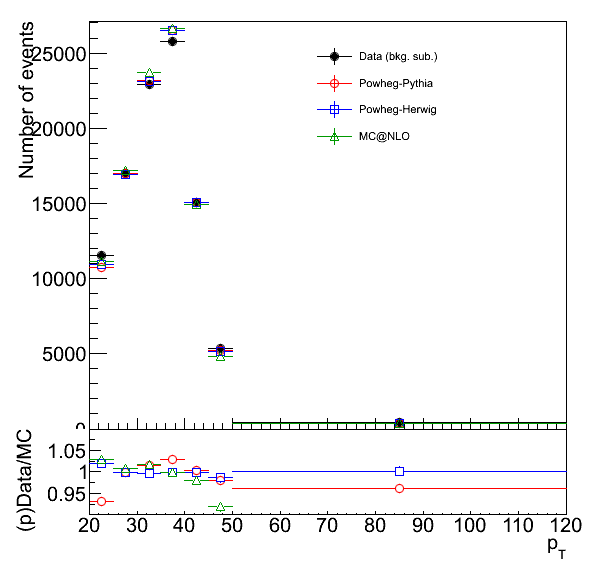 Number of events
25000
20000
15000
10000
5000
0
Data (bkg. sub.)
Powheg-Pythia
Powheg-Herwig
MC@NLO
(p)Data/MC
1.05
1
0.95
20 30 40 50 60 70 80 90 100 110 120
pT